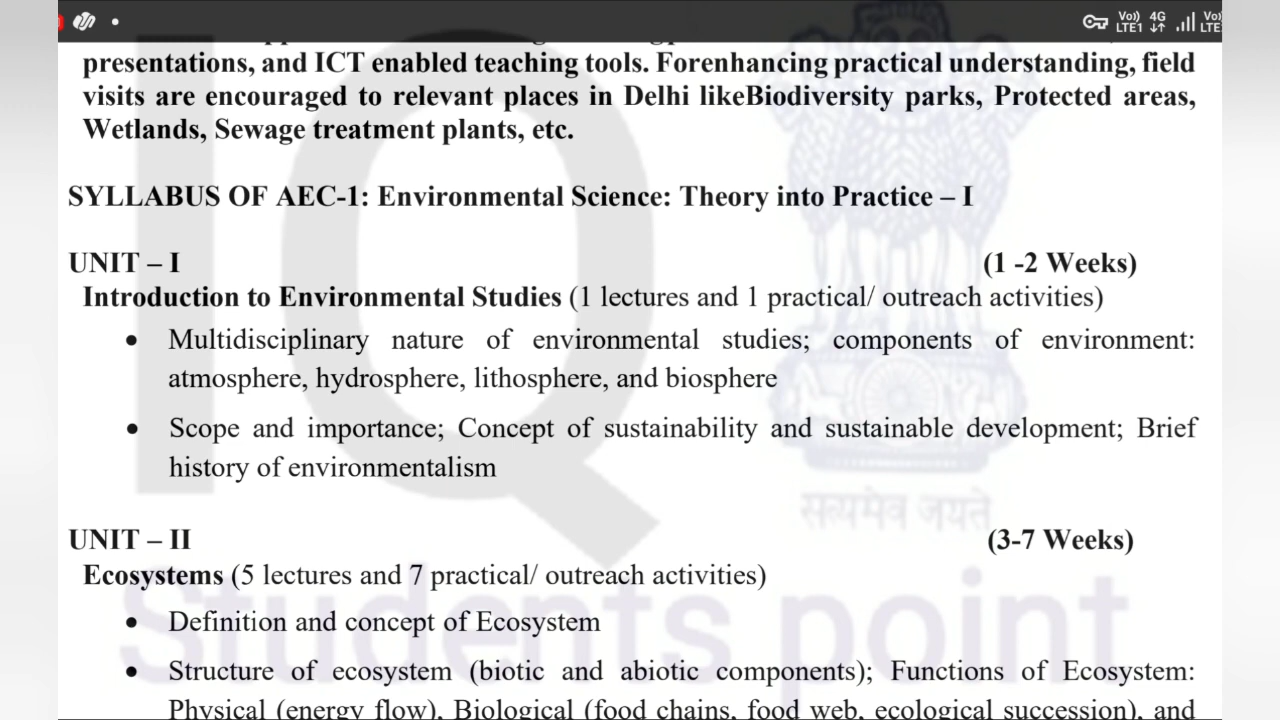 Vo)) 4G Vo)
LTE1 LTE
presentations, and ICT enabled teaching tools. Forenhancing practical understanding, field
visits are encouraged to relevant places in Delhi likeBiodiversity parks, Protected areas,
Wetlands, Sewage treatment plants, etc.
SYLLABUS OF AEC-1: Environmental Science: Theory into Practice – I
UNIT – I (1 -2 Weeks)
Introduction to Environmental Studies (1 lectures and 1 practical/ outreach activities)
• Multidisciplinary nature of environmental studies; components of environment:
atmosphere, hydrosphere, lithosphere, and biosphere
• Scope and importance; Concept of sustainability and sustainable development; Brief
history of environmentalism
सत्यमेव जयते
UNIT – II (3-7 Weeks)
Ecosystems (5 lectures and 7 practical/ outreach activities)
IQ
Students point
• Definition and concept of Ecosystem
• Structure of ecosystem (biotic and abiotic components); Functions of Ecosystem:
Physical (energy flow), Biological (food chains, food web, ecological succession), and